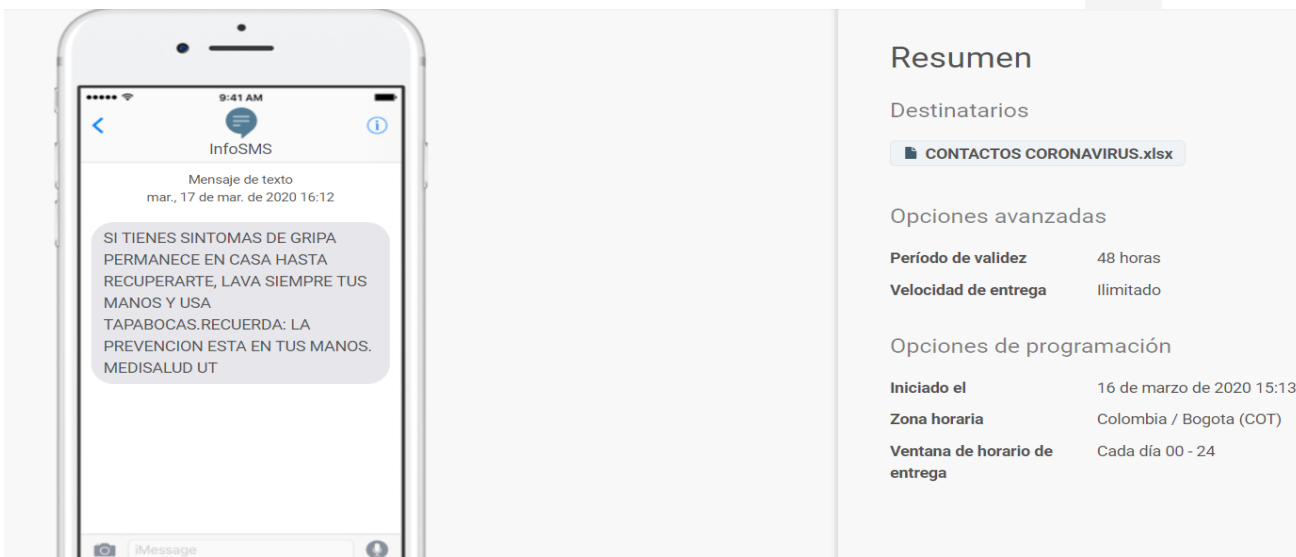 9:41 AM
InfoSMS
Mensaje de texto
mar., 17 de mar. de 2020 16:12
SI TIENES SINTOMAS DE GRIPA
PERMANECE EN CASA HASTA
RECUPERARTE, LAVA SIEMPRE TUS
MANOS Y USA
TAPABOCAS.RECUERDA: LA
PREVENCION ESTA EN TUS MANOS.
MEDISALUD UT
iMessage
Resumen
Destinatarios
CONTACTOS CORONAVIRUS.xlsx
Opciones avanzadas
Período de validez 48 horas
Velocidad de entrega Ilimitado
Opciones de programación
Iniciado el 16 de marzo de 2020 15:13
Zona horaria Colombia / Bogota (COT)
Ventana de horario de Cada día 00 - 24
entrega